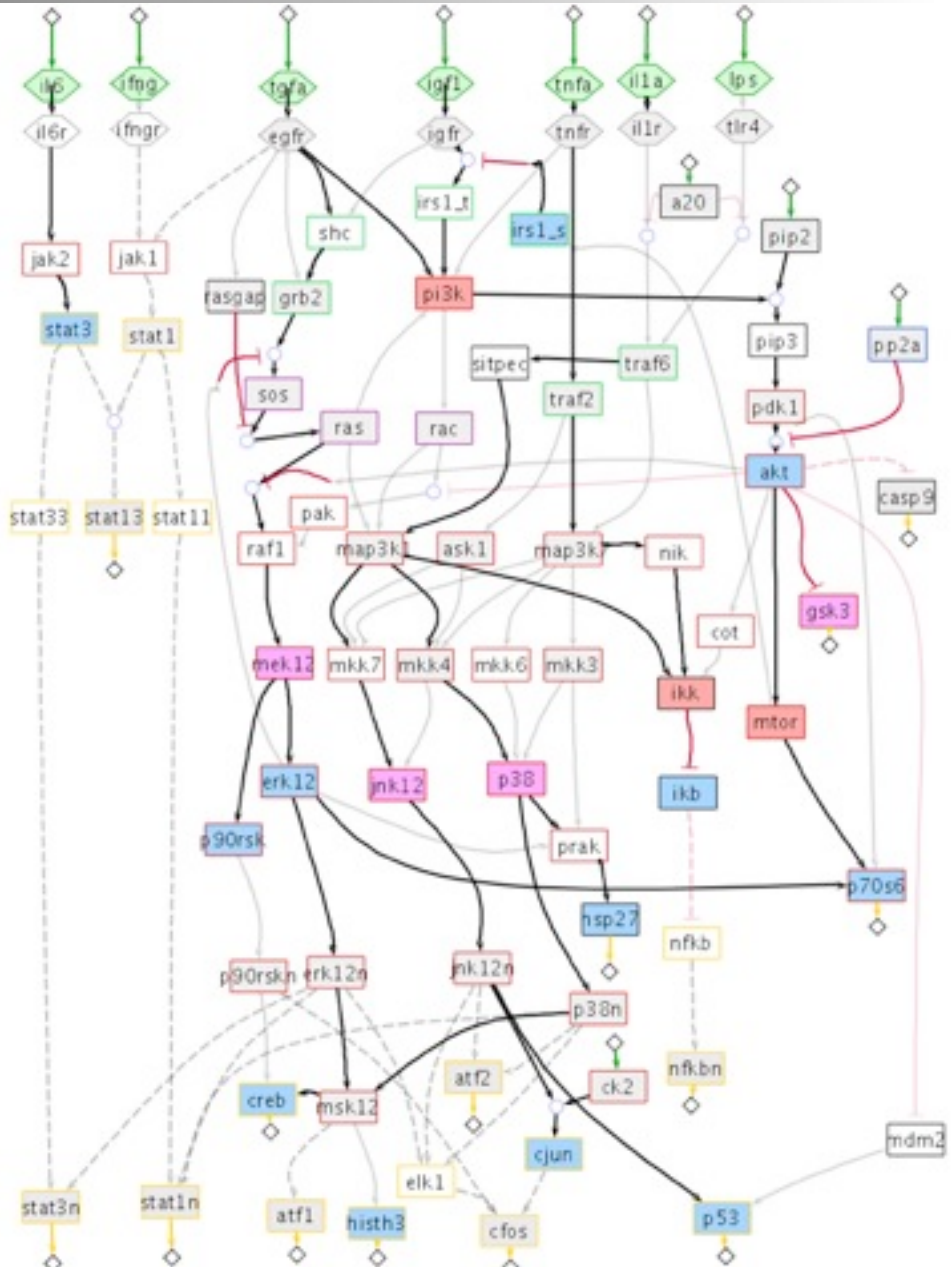 il6 ifng tgfa igf1 tnfa il1a lps
il6r ifngr egfr igfr tnfr il1r tlr4
irs1_t a20
shc irs1_s pip2
jak2 jak1
rasgap grb2 pi3k
stat3 stat1 pip3 pp2a
sitpec traf6
sos traf2 pdk1
ras rac
akt
casp9
stat33 stat13 stat11 pak
raf1 map3k1 ask1 map3k nik
gsk3
cot
mek12 mkk7 mkk4 mkk6 mkk3
ikk
mtor
erk12 jnk12 p38 ikb
p90rsk prak
p70s6
hsp27
nfkb
p90rskn erk12n jnk12n
p38n
atf2 nfkbn
creb msk12 ck2
mdm2
cjun
elk1
stat3n stat1n atf1 histh3 cfos p53